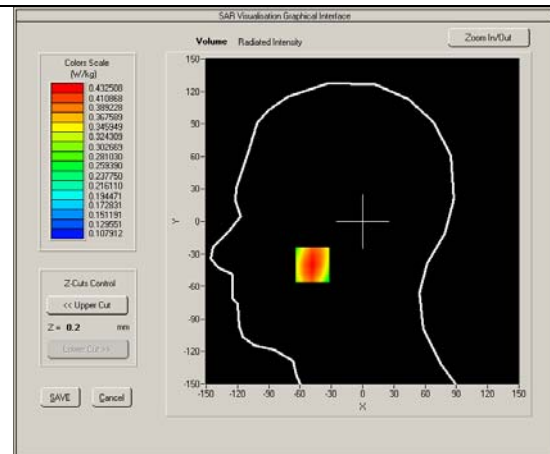 SAR Visualisation Graphical Interface
Volume Radiated Intensity
Zoom In/Out
Colors Scale
(W/kg)
0.432508
0.410868
0.389228
0.367589
0.345949
0.324309
0.302669
0.281030
0.259390
0.237750
0.216110
0.194471
0.172831
0.151191
0.129551
0.107912
Z-Cuts Control
<< Upper Cut
Z = 0.2 mm
Lower Cut >>
SAVE Cancel
150
120
90
60
30
0
-30
-60
-90
-120
-150
Y
-150 -120 -90 -60 -30 0 30 60 90 120 150
X